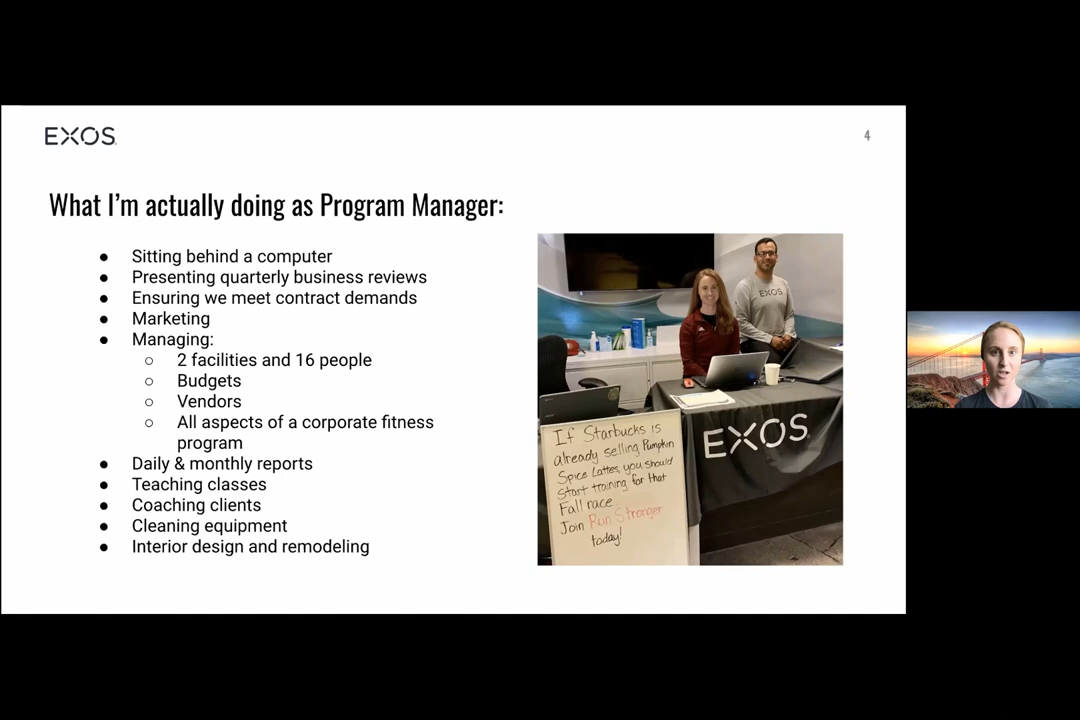 EXOS
4
What I'm actually doing as Program Manager:
● Sitting behind a computer
● Presenting quarterly business reviews
● Ensuring we meet contract demands
● Marketing
● Managing:
○ 2 facilities and 16 people
○ Budgets
○ Vendors
○ All aspects of a corporate fitness
program
● Daily & monthly reports
● Teaching classes
● Coaching clients
● Cleaning equipment
● Interior design and remodeling
EXOS
EXOS
If Starbucks is
already selling Pumpkin
Spice Lattes, you should
start training for that
Fall race...
Join Run Stronger
today!